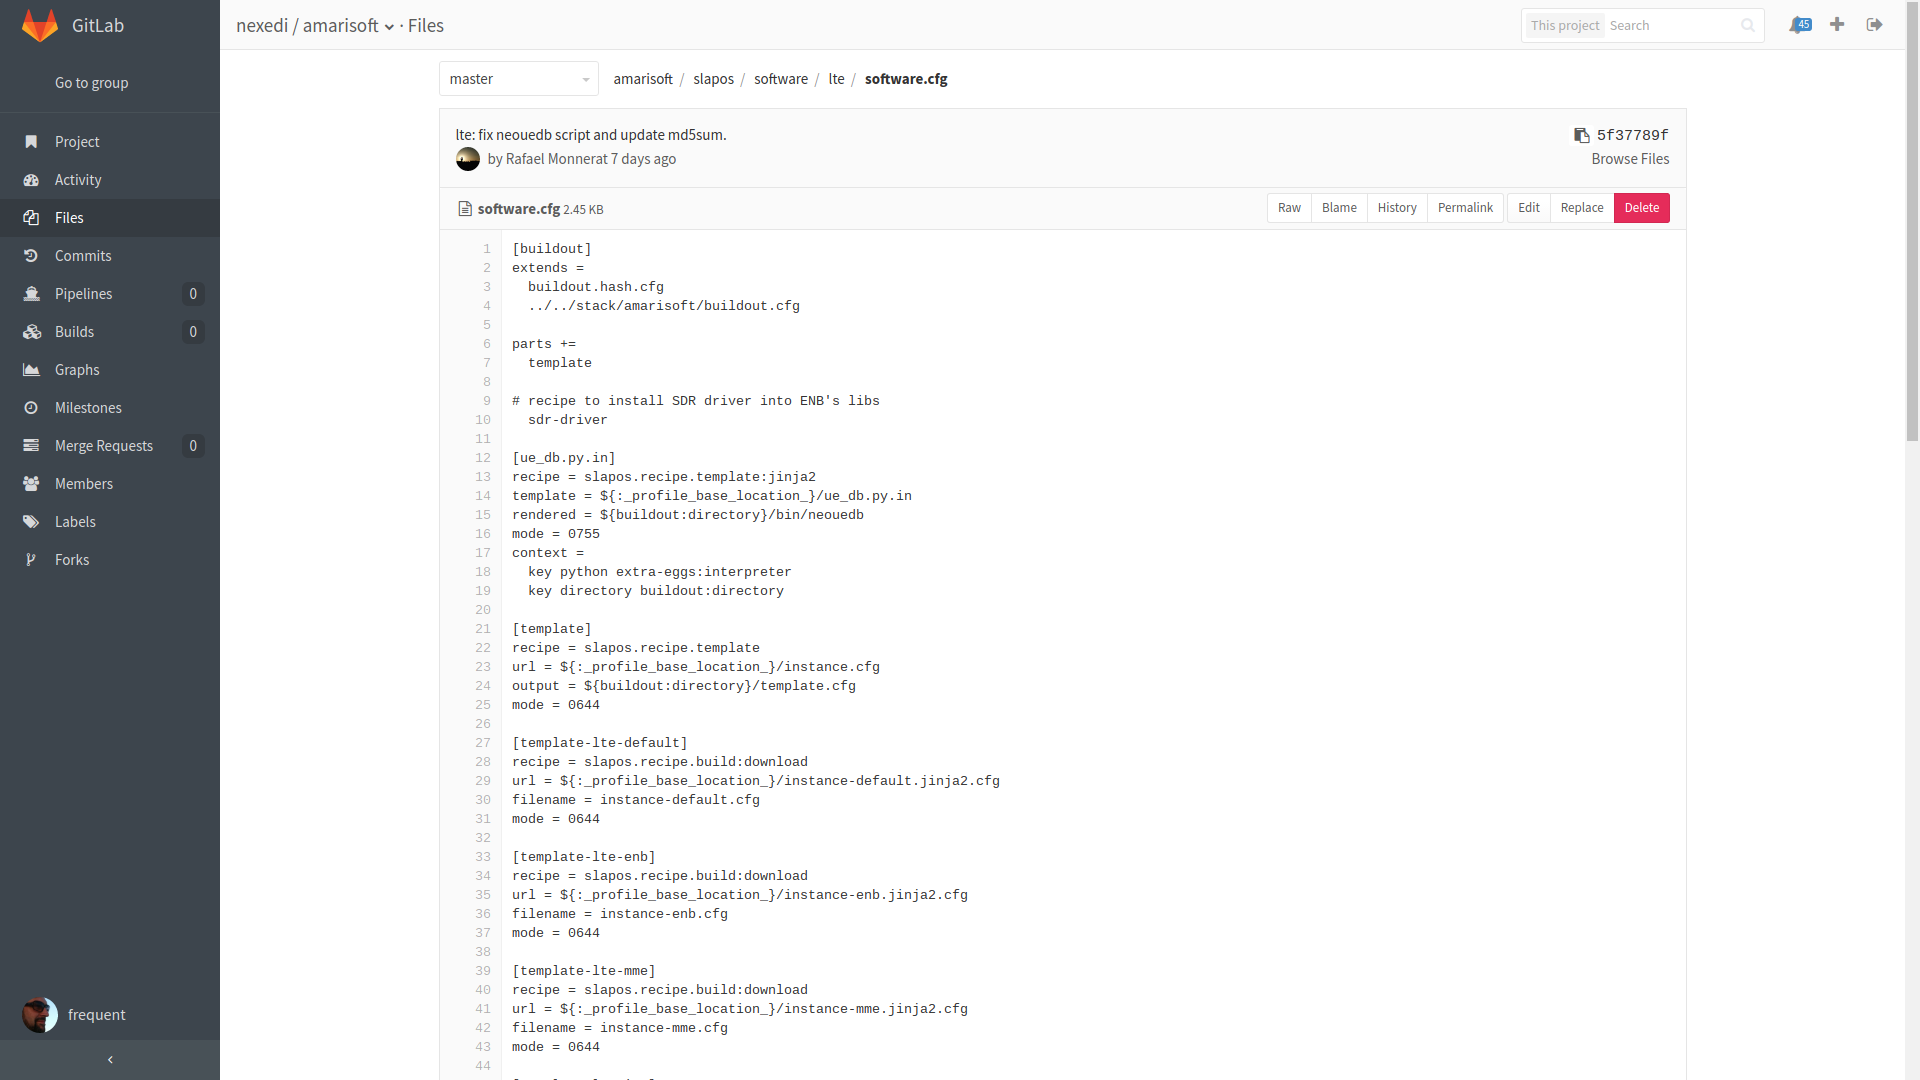 GitLab
nexedi / amarisoft · Files
This project Search
45
Go to group
Project
Activity
Files
Commits
Pipelines 0
Builds 0
Graphs
Milestones
Merge Requests 0
Members
Labels
Forks
frequent
master
amarisoft / slapos / software / lte / software.cfg
lte: fix neouedb script and update md5sum.
5f37789f
by Rafael Monnerat 7 days ago
Browse Files
software.cfg 2.45 KB
Raw Blame History Permalink Edit Replace Delete
1 [buildout]
2 extends =
3   buildout.hash.cfg
4   ../../stack/amarisoft/buildout.cfg
5
6 parts +=
7   template
8
9 # recipe to install SDR driver into ENB's libs
10   sdr-driver
11
12 [ue_db.py.in]
13 recipe = slapos.recipe.template:jinja2
14 template = ${:_profile_base_location_}/ue_db.py.in
15 rendered = ${buildout:directory}/bin/neouedb
16 mode = 0755
17 context =
18   key python extra-eggs:interpreter
19   key directory buildout:directory
20
21 [template]
22 recipe = slapos.recipe.template
23 url = ${:_profile_base_location_}/instance.cfg
24 output = ${buildout:directory}/template.cfg
25 mode = 0644
26
27 [template-lte-default]
28 recipe = slapos.recipe.build:download
29 url = ${:_profile_base_location_}/instance-default.jinja2.cfg
30 filename = instance-default.cfg
31 mode = 0644
32
33 [template-lte-enb]
34 recipe = slapos.recipe.build:download
35 url = ${:_profile_base_location_}/instance-enb.jinja2.cfg
36 filename = instance-enb.cfg
37 mode = 0644
38
39 [template-lte-mme]
40 recipe = slapos.recipe.build:download
41 url = ${:_profile_base_location_}/instance-mme.jinja2.cfg
42 filename = instance-mme.cfg
43 mode = 0644
44